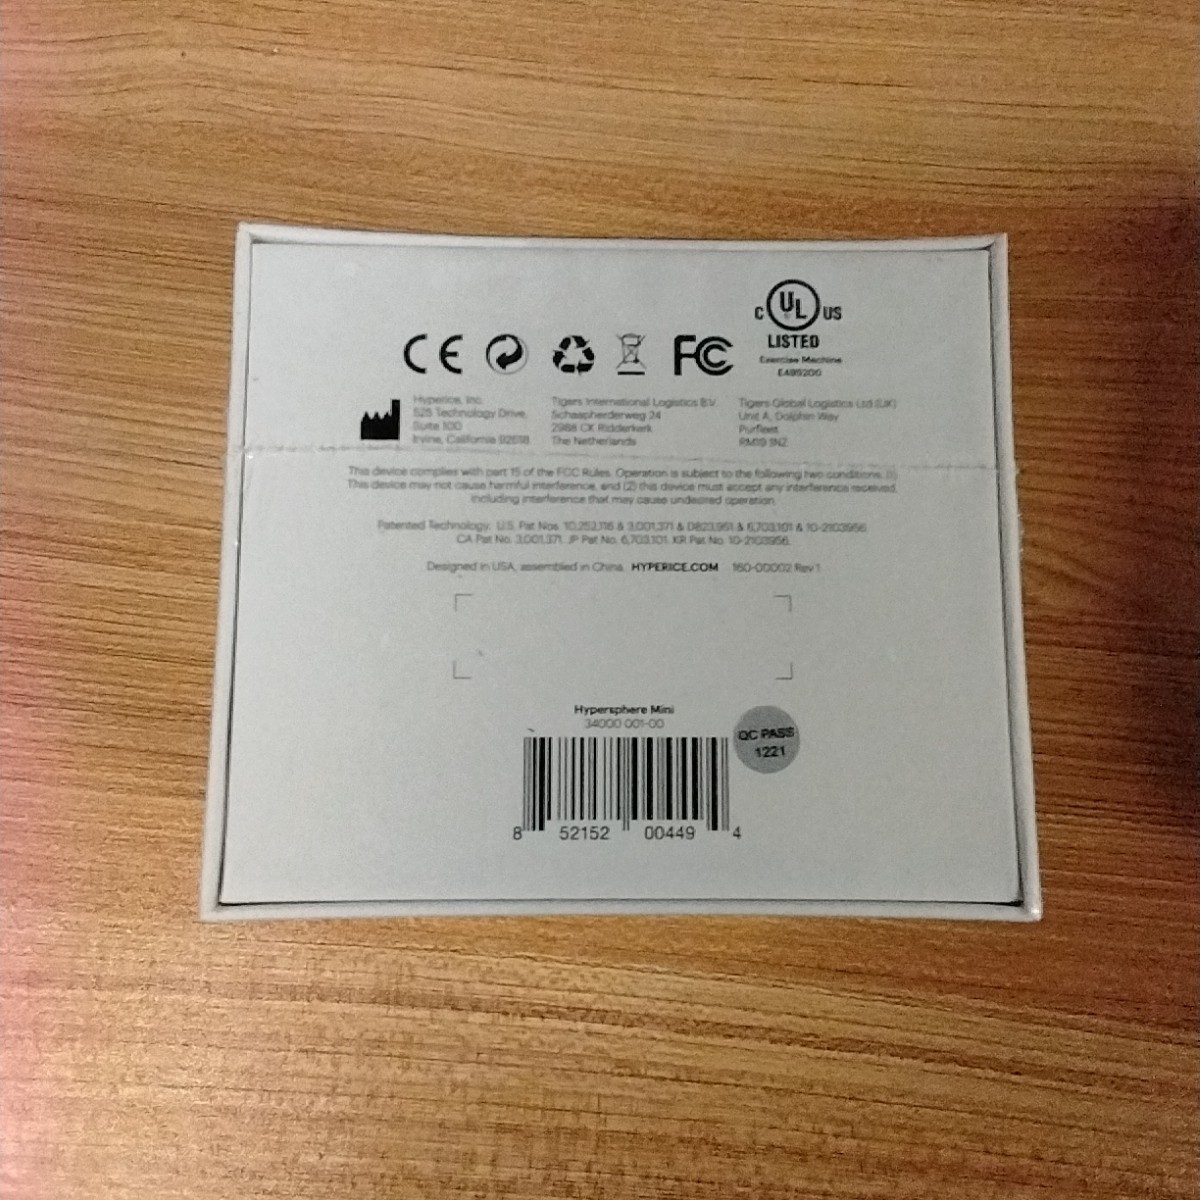 CE
FC
C UL US
LISTED
Exercise Machine
E489200
Hyperice, Inc.
525 Technology Drive,
Suite 100
Irvine, California 92618
Tigers International Logistics B.V.
Schaapherderweg 24
2988 CK Ridderkerk
The Netherlands
Tigers Global Logistics Ltd (UK)
Unit A, Dolphin Way
Purfleet
RM19 1NZ
This device complies with part 15 of the FCC Rules. Operation is subject to the following two conditions: (1)
This device may not cause harmful interference, and (2) this device must accept any interference received,
including interference that may cause undesired operation.
Patented Technology: U.S. Pat Nos. 10,252,116 & 3,001,371 & D823,951 & 6,703,101 & 10-2103956.
CA Pat No. 3,001,371. JP Pat No. 6,703,101. KR Pat No. 10-2103956.
Designed in USA, assembled in China. HYPERICE.COM 160-00002 Rev 1
Hypersphere Mini
34000 001-00
QC PASS
1221
8 52152 00449 4